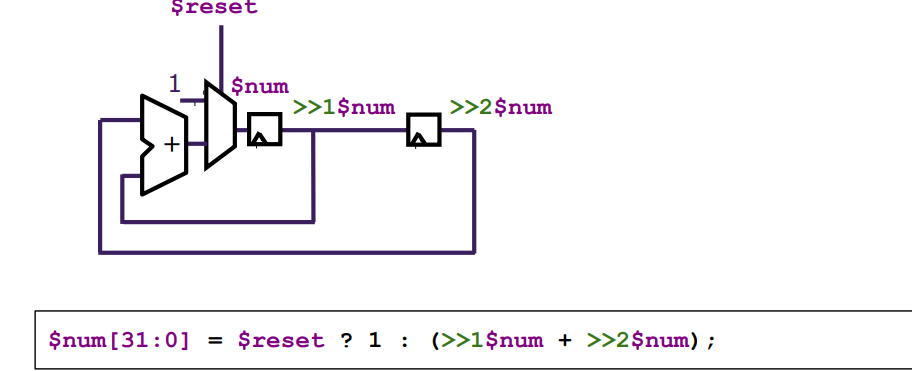 $reset
1
$num
>>1$num
>>2$num
+
$num[31:0] = $reset ? 1 : (>>1$num + >>2$num);